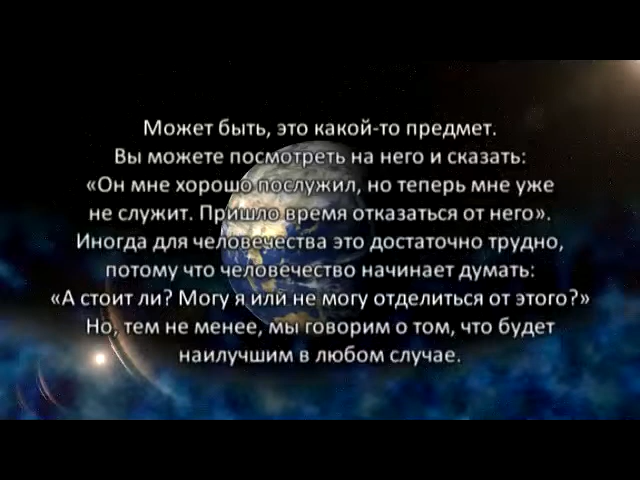 Может быть, это какой-то предмет.
Вы можете посмотреть на него и сказать:
«Он мне хорошо послужил, но теперь мне уже
не служит. Пришло время отказаться от него».
Иногда для человечества это достаточно трудно,
потому что человечество начинает думать:
«А стоит ли? Могу я или не могу отделиться от этого?»
Но, тем не менее, мы говорим о том, что будет
наилучшим в любом случае.